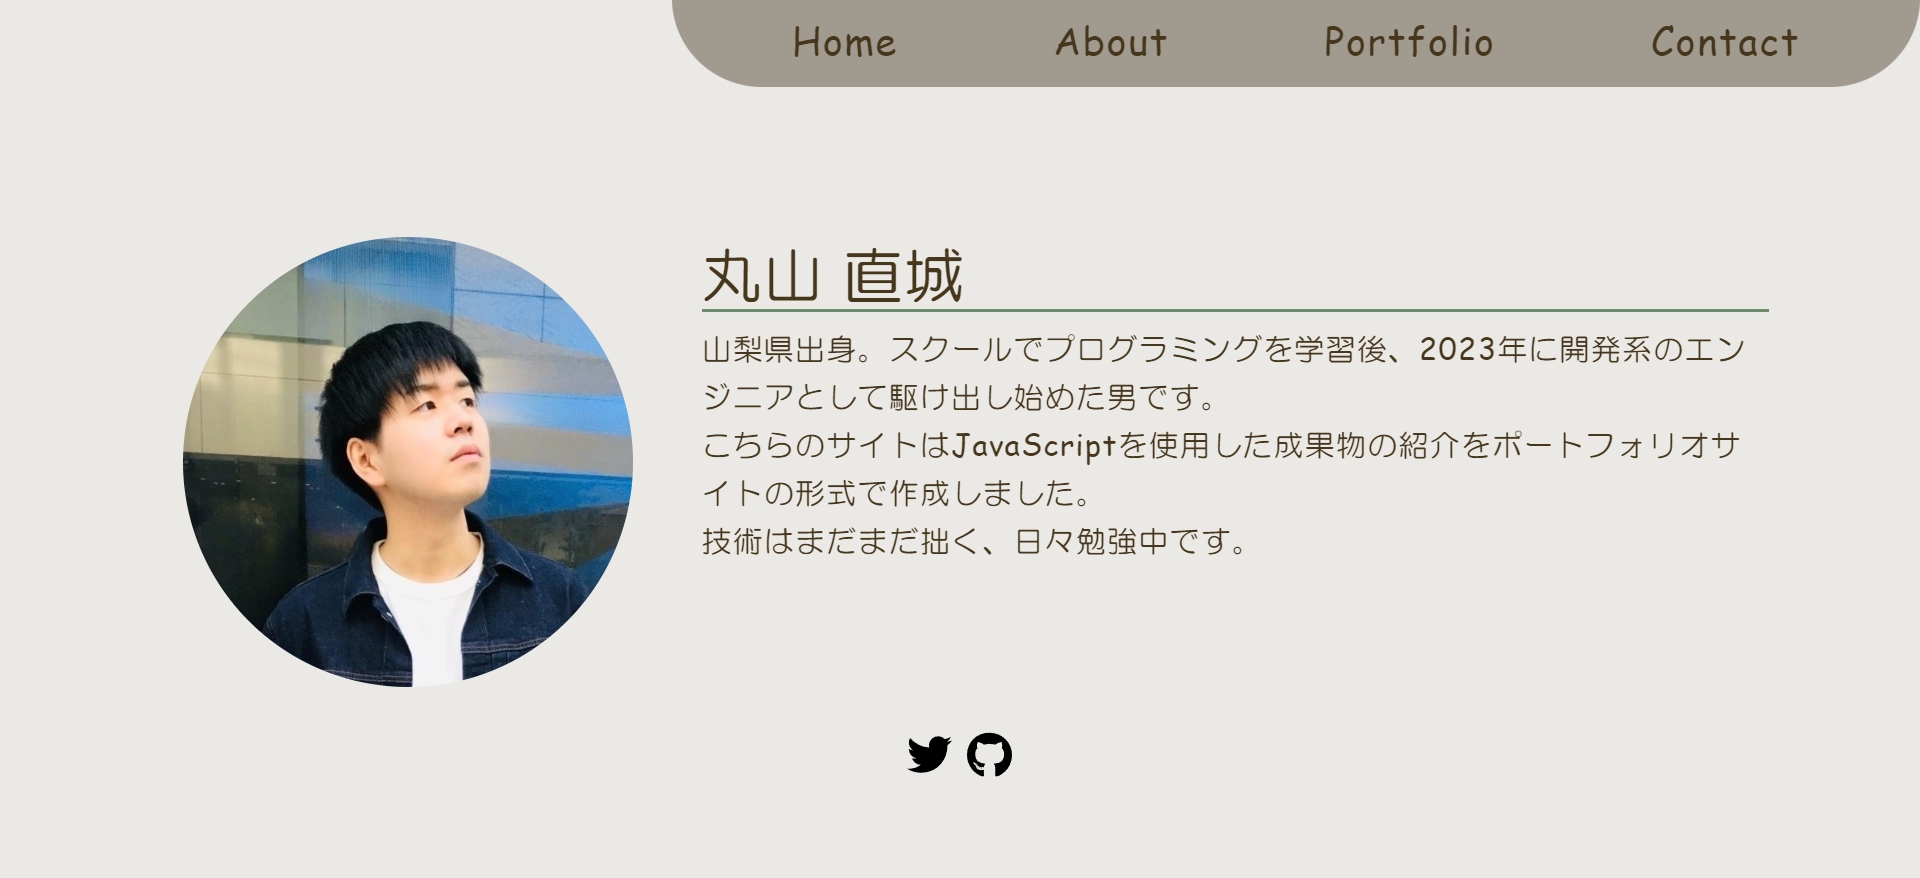 Home About Portfolio Contact
丸山 直城
山梨県出身。スクールでプログラミングを学習後、2023年に開発系のエン
ジニアとして駆け出し始めた男です。
こちらのサイトはJavaScriptを使用した成果物の紹介をポートフォリオサ
イトの形式で作成しました。
技術はまだまだ拙く、日々勉強中です。